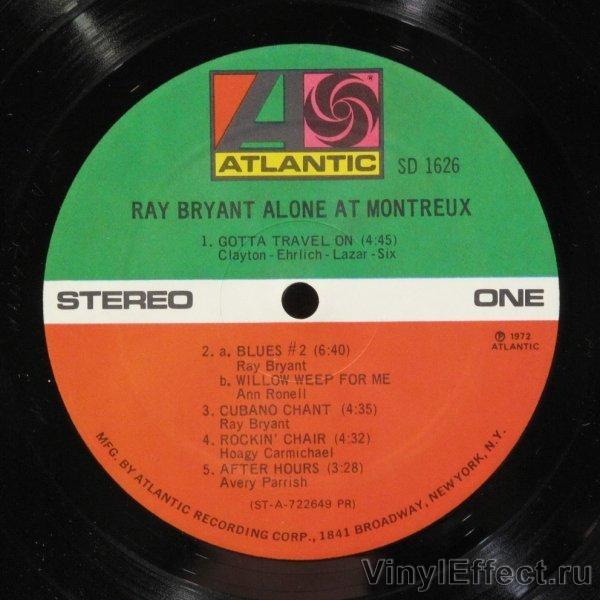 ATLANTIC
SD 1626
RAY BRYANT ALONE AT MONTREUX
1. GOTTA TRAVEL ON (4:45)
Clayton - Ehrlich - Lazar - Six
STEREO
ONE
℗ 1972
ATLANTIC
2. a. BLUES #2 (6:40)
Ray Bryant
b. WILLOW WEEP FOR ME
Ann Ronell
3. CUBANO CHANT (4:35)
Ray Bryant
4. ROCKIN' CHAIR (4:32)
Hoagy Carmichael
5. AFTER HOURS (3:28)
Avery Parrish
(ST-A-722649 PR)
MFG. BY ATLANTIC RECORDING CORP., 1841 BROADWAY, NEW YORK, N.Y.
VinylEffect.ru